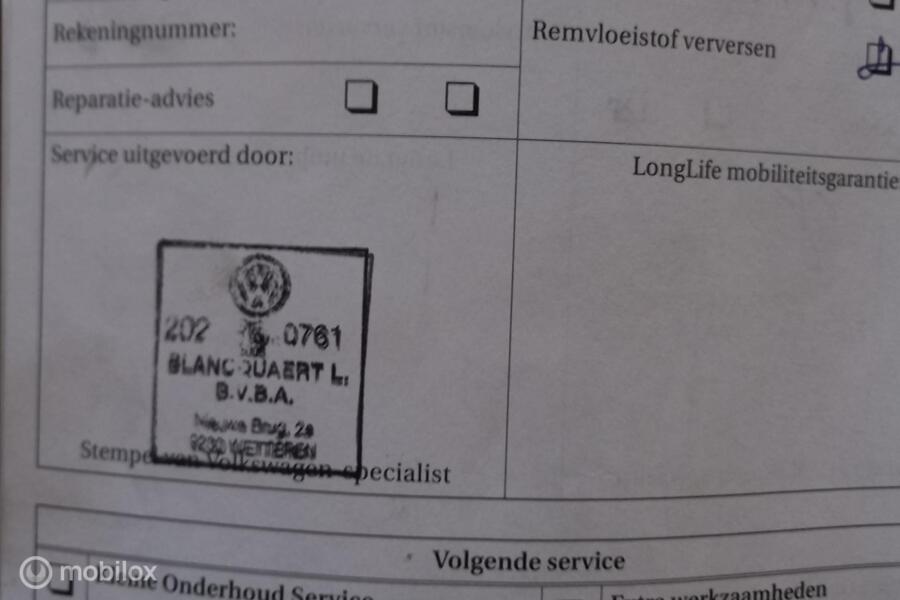 Rekeningnummer:
Remvloeistof verversen
Reparatie-advies
Service uitgevoerd door:
LongLife mobiliteitsgarantie
202 0761
BLANCQUAERT L.
B.V.B.A.
Nieuwe Brug, 2a
9230 WETTEREN
Stempel van Volkswagen-specialist
Volgende service
Onderhoud Service
Extra werkzaamheden
mobilox